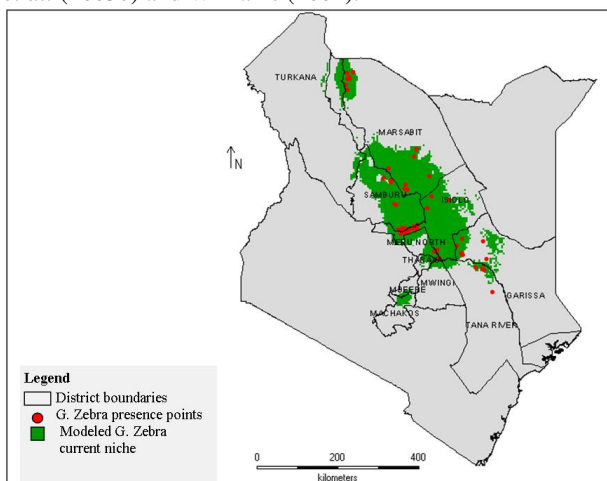 TURKANA
MARSABIT
N
SAMBURU
ISIOLO
MERU NORTH
THARAKA
MWINGI
MBEERE
GARISSA
MACHAKOS
TANA RIVER
Legend
District boundaries
G. Zebra presence points
Modeled G. Zebra
current niche
0 200 400
kilometers